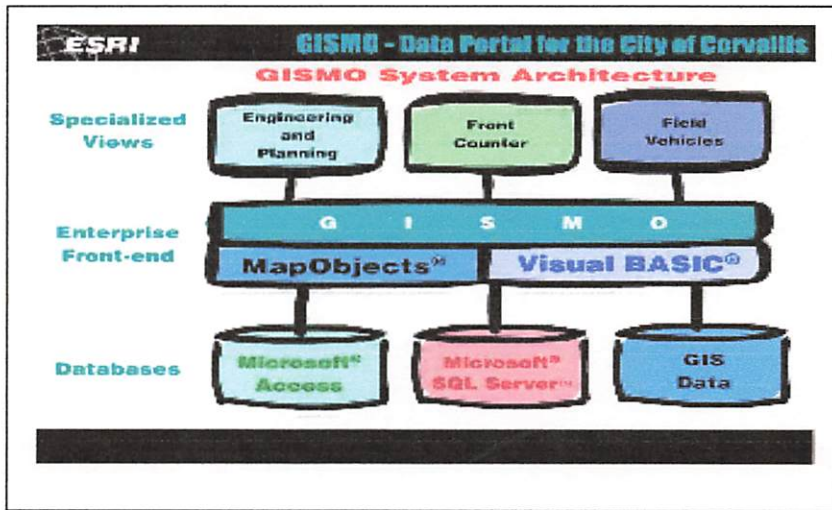 ESRI GISMO - Data Portal for the City of Corvallis
GISMO System Architecture
Specialized
Views
Engineering
and
Planning
Front
Counter
Field
Vehicles
Enterprise
Front-end
G I S M O
MapObjects®
Visual BASIC®
Databases
Microsoft®
Access
Microsoft®
SQL Server™
GIS
Data